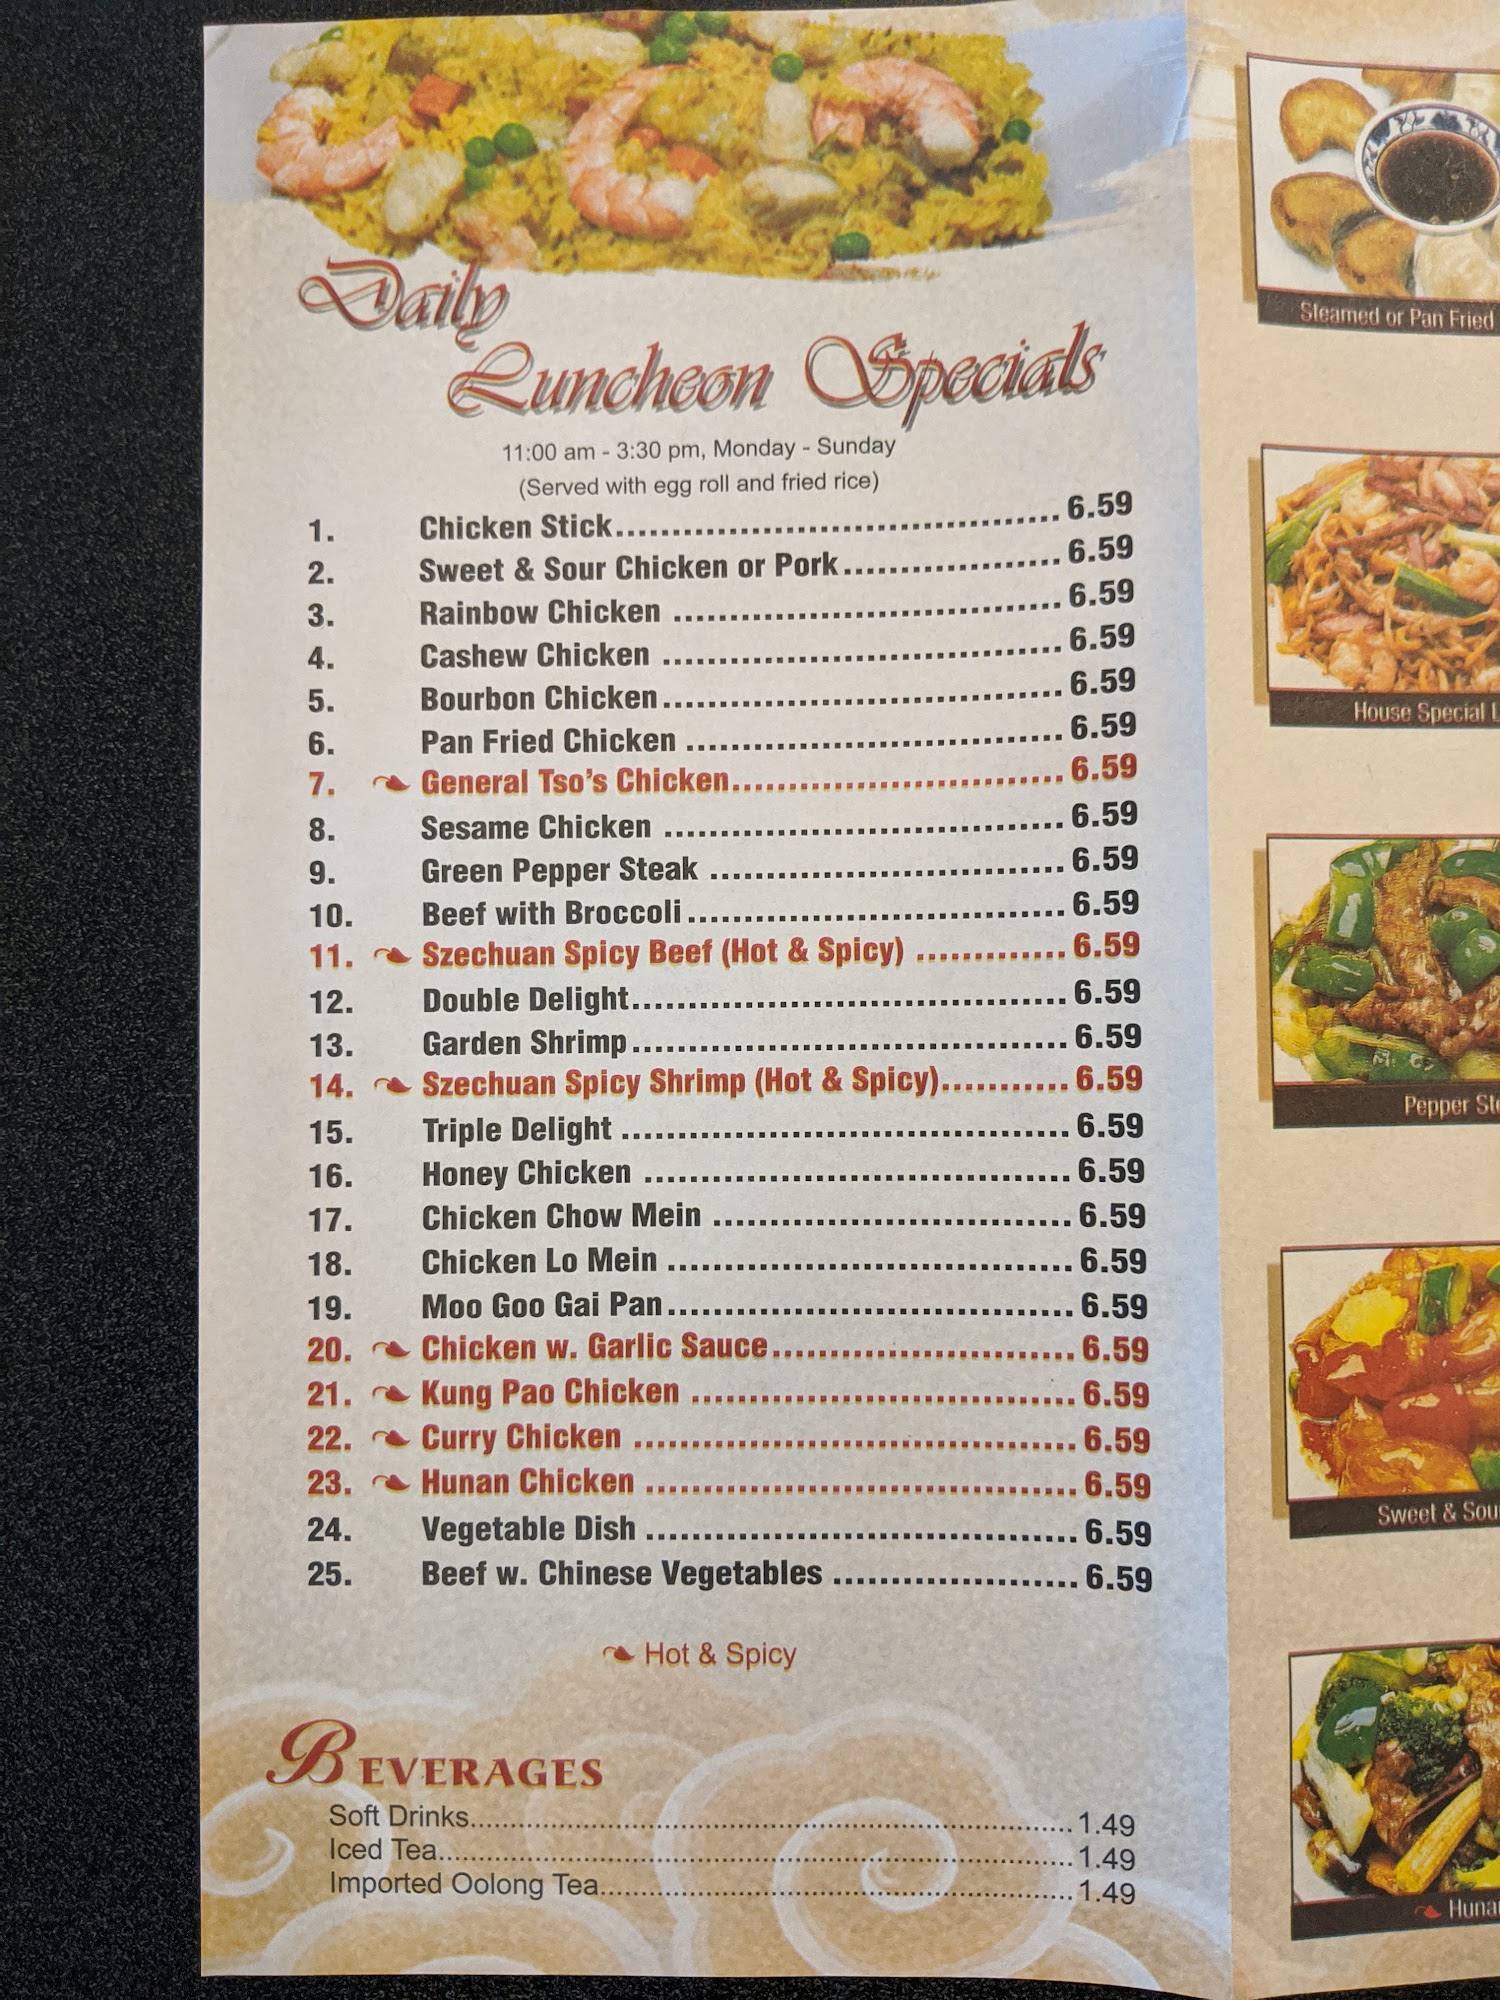 Daily
Luncheon Specials
11:00 am - 3:30 pm, Monday - Sunday
(Served with egg roll and fried rice)
1. Chicken Stick....................................... 6.59
2. Sweet & Sour Chicken or Pork................... 6.59
3. Rainbow Chicken .................................. 6.59
4. Cashew Chicken ................................... 6.59
5. Bourbon Chicken................................... 6.59
6. Pan Fried Chicken ................................. 6.59
7. General Tso's Chicken............................. 6.59
8. Sesame Chicken ................................... 6.59
9. Green Pepper Steak ............................... 6.59
10. Beef with Broccoli................................. 6.59
11. Szechuan Spicy Beef (Hot & Spicy) ............. 6.59
12. Double Delight...................................... 6.59
13. Garden Shrimp...................................... 6.59
14. Szechuan Spicy Shrimp (Hot & Spicy)........... 6.59
15. Triple Delight ....................................... 6.59
16. Honey Chicken ..................................... 6.59
17. Chicken Chow Mein ............................... 6.59
18. Chicken Lo Mein ................................... 6.59
19. Moo Goo Gai Pan................................... 6.59
20. Chicken w. Garlic Sauce.......................... 6.59
21. Kung Pao Chicken ................................. 6.59
22. Curry Chicken ...................................... 6.59
23. Hunan Chicken ..................................... 6.59
24. Vegetable Dish ..................................... 6.59
25. Beef w. Chinese Vegetables ..................... 6.59
Hot & Spicy
BEVERAGES
Soft Drinks.................................................. 1.49
Iced Tea...................................................... 1.49
Imported Oolong Tea........................................ 1.49
Steamed or Pan Fried
House Special L
Pepper Ste
Sweet & Sou
Huna